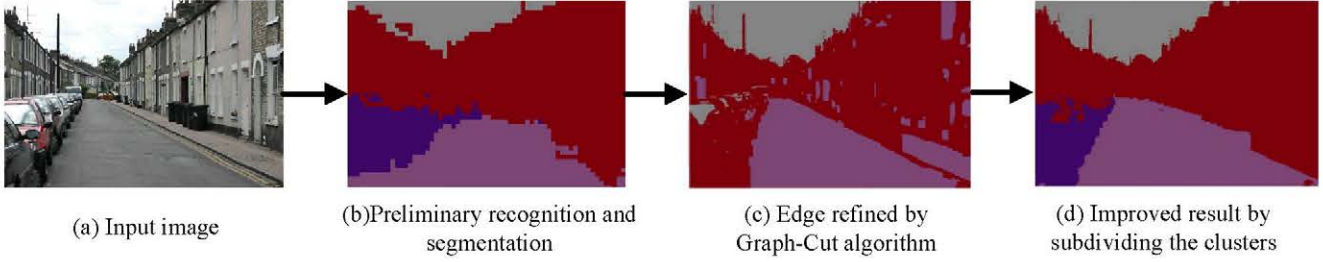 (a) Input image
(b)Preliminary recognition and
segmentation
(c) Edge refined by
Graph-Cut algorithm
(d) Improved result by
subdividing the clusters